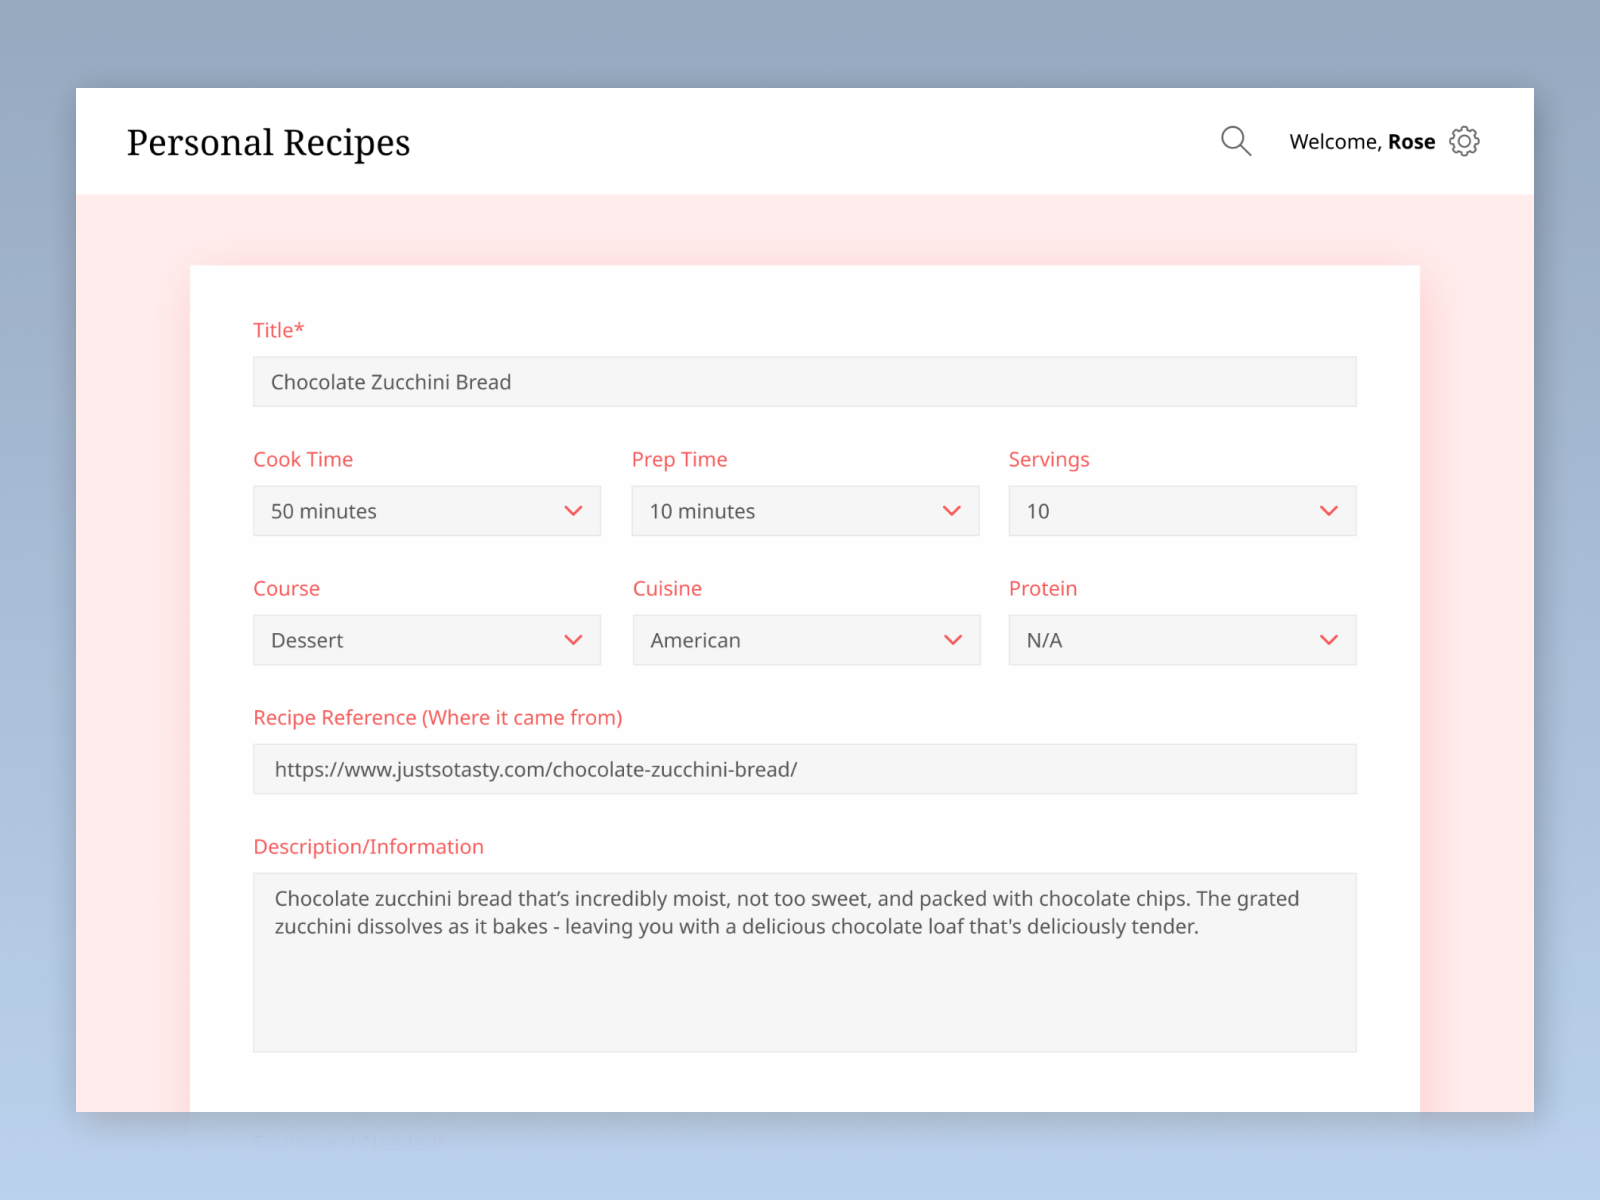 Personal Recipes
Welcome, Rose
Title*
Chocolate Zucchini Bread
Cook Time
Prep Time
Servings
50 minutes
10 minutes
10
Course
Cuisine
Protein
Dessert
American
N/A
Recipe Reference (Where it came from)
https://www.justsotasty.com/chocolate-zucchini-bread/
Description/Information
Chocolate zucchini bread that’s incredibly moist, not too sweet, and packed with chocolate chips. The grated
zucchini dissolves as it bakes - leaving you with a delicious chocolate loaf that's deliciously tender.